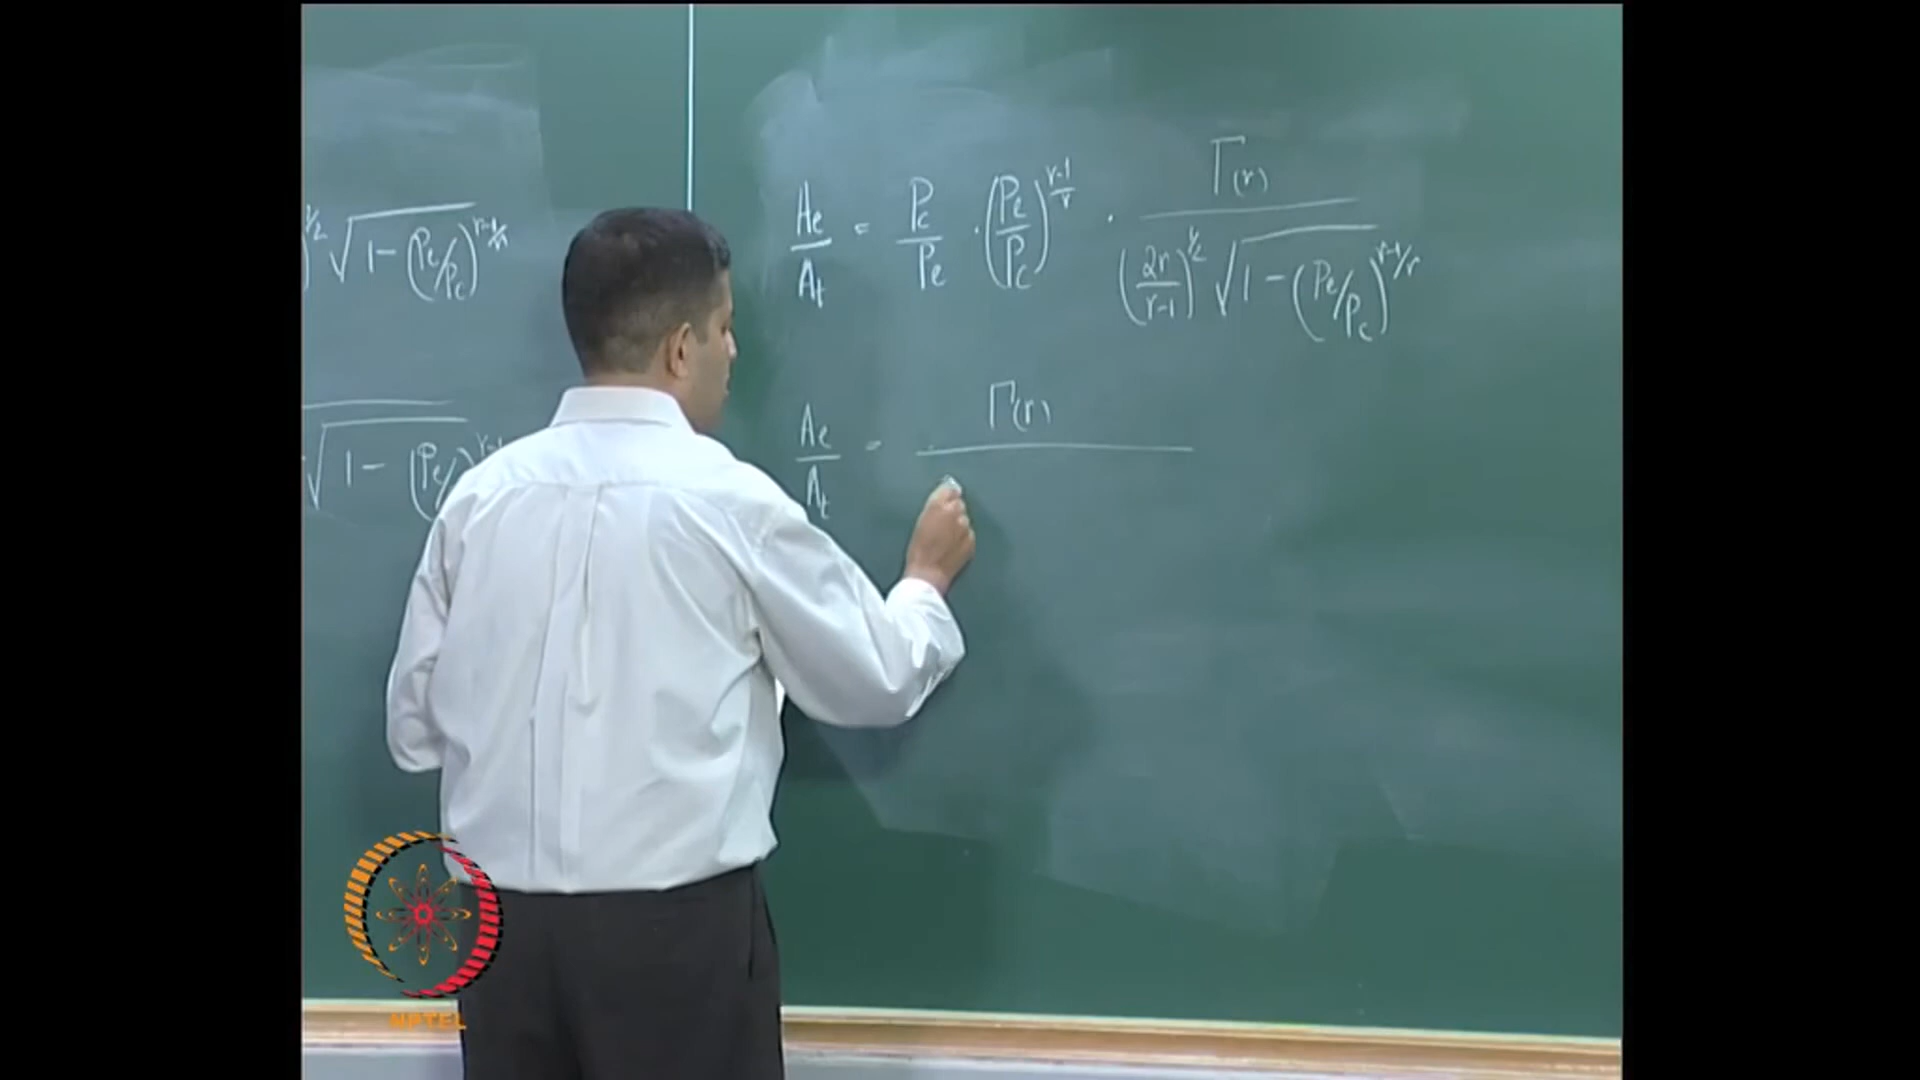 )^{1/2} √(1 - (Pe/Pc)^{r-1/r})
Ae/At = Pc/Pe · (Pe/Pc)^{(r-1)/r} · Γ(r) / ((2r/(r-1))^{1/2} √(1 - (Pe/Pc)^{r-1/r}))
√(1 - (Pe/
Ae/At = Γ(r)
NPTEL